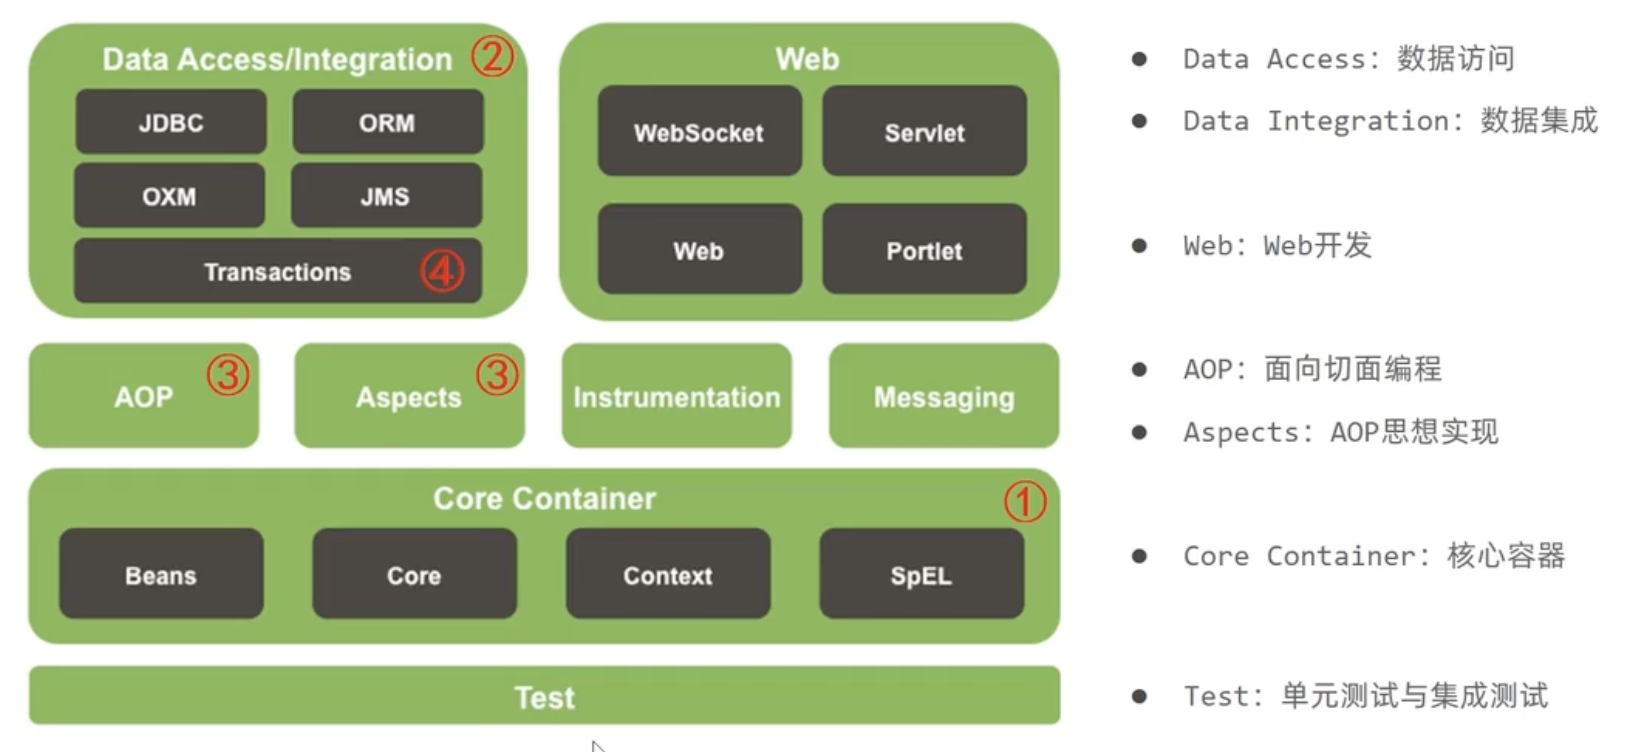 Data Access/Integration ②
JDBC
ORM
OXM
JMS
Transactions ④
Web
WebSocket
Servlet
Web
Portlet
AOP ③
Aspects ③
Instrumentation
Messaging
Core Container ①
Beans
Core
Context
SpEL
Test
● Data Access: 数据访问
● Data Integration: 数据集成
● Web: Web开发
● AOP: 面向切面编程
● Aspects: AOP思想实现
● Core Container: 核心容器
● Test: 单元测试与集成测试